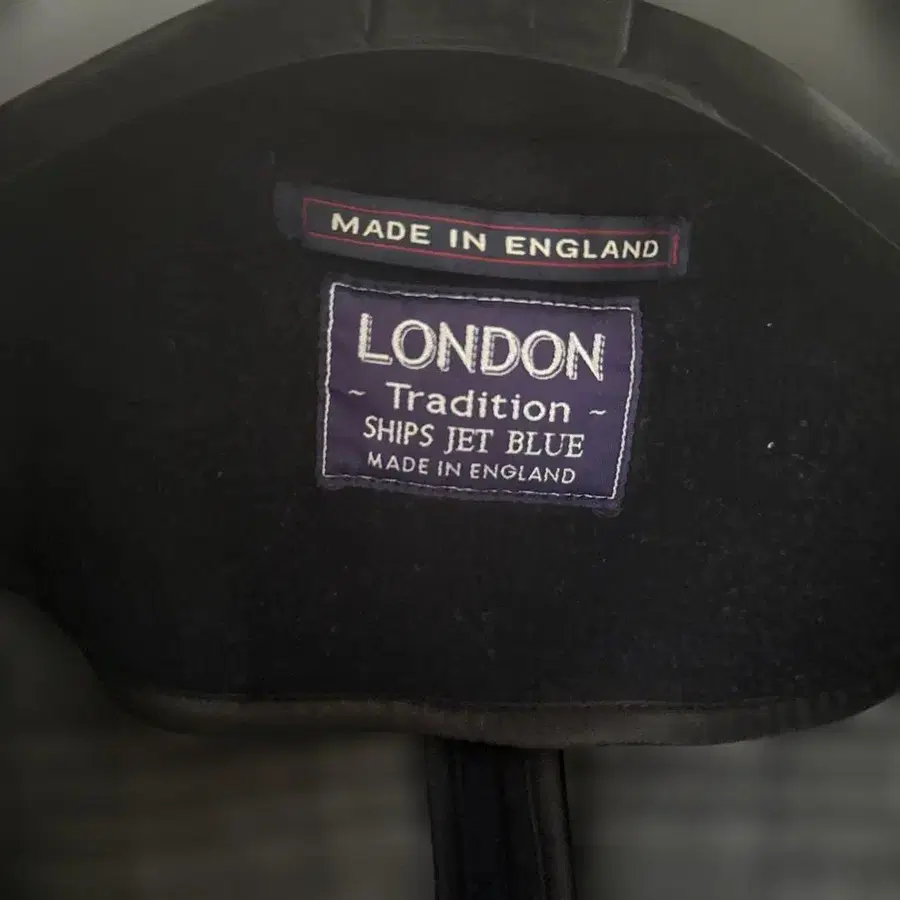 MADE IN ENGLAND
LONDON
~ Tradition ~
SHIPS JET BLUE
MADE IN ENGLAND